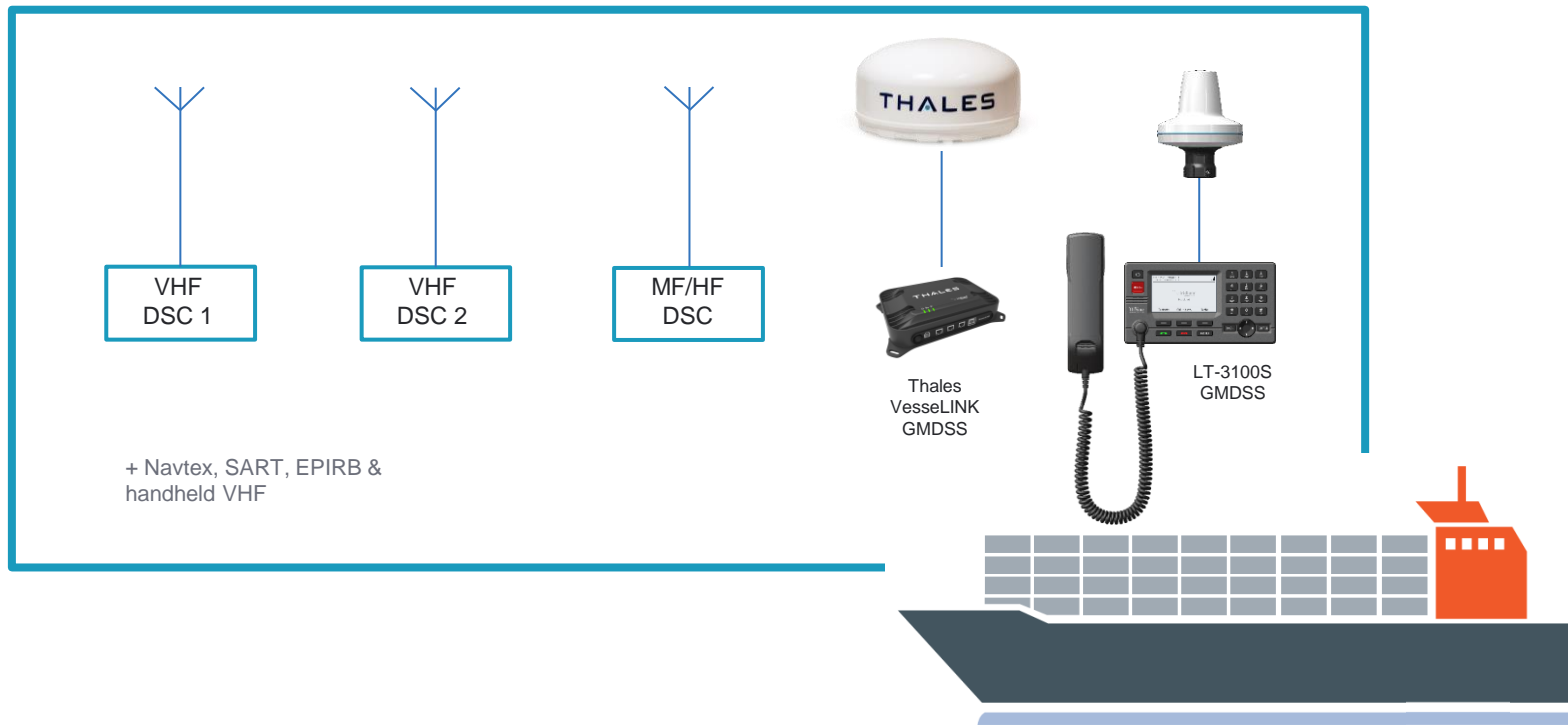 THALES
VHF
DSC 1
VHF
DSC 2
MF/HF
DSC
THALES
Thales
VesseLINK
GMDSS
LT-3100S
GMDSS
+ Navtex, SART, EPIRB &
handheld VHF